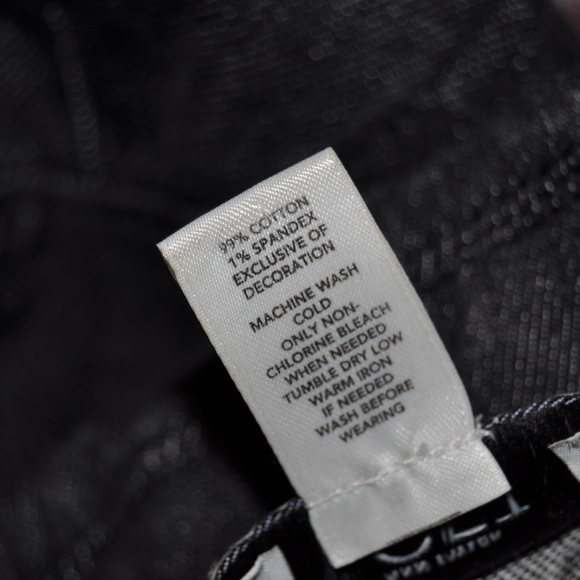 99% COTTON
1% SPANDEX
EXCLUSIVE OF
DECORATION
MACHINE WASH
COLD
ONLY NON-
CHLORINE BLEACH
WHEN NEEDED
TUMBLE DRY LOW
WARM IRON
IF NEEDED
WASH BEFORE
WEARING